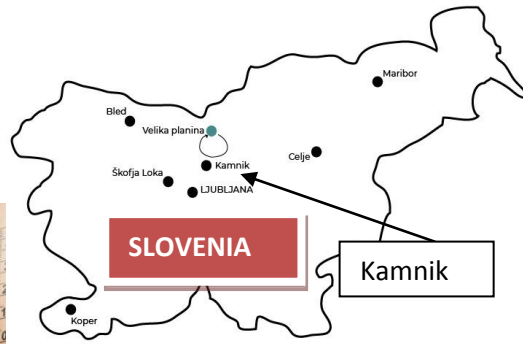 Maribor
Bled
Velika planina
Celje
Kamnik
Škofja Loka
LJUBLJANA
SLOVENIA
Kamnik
Koper